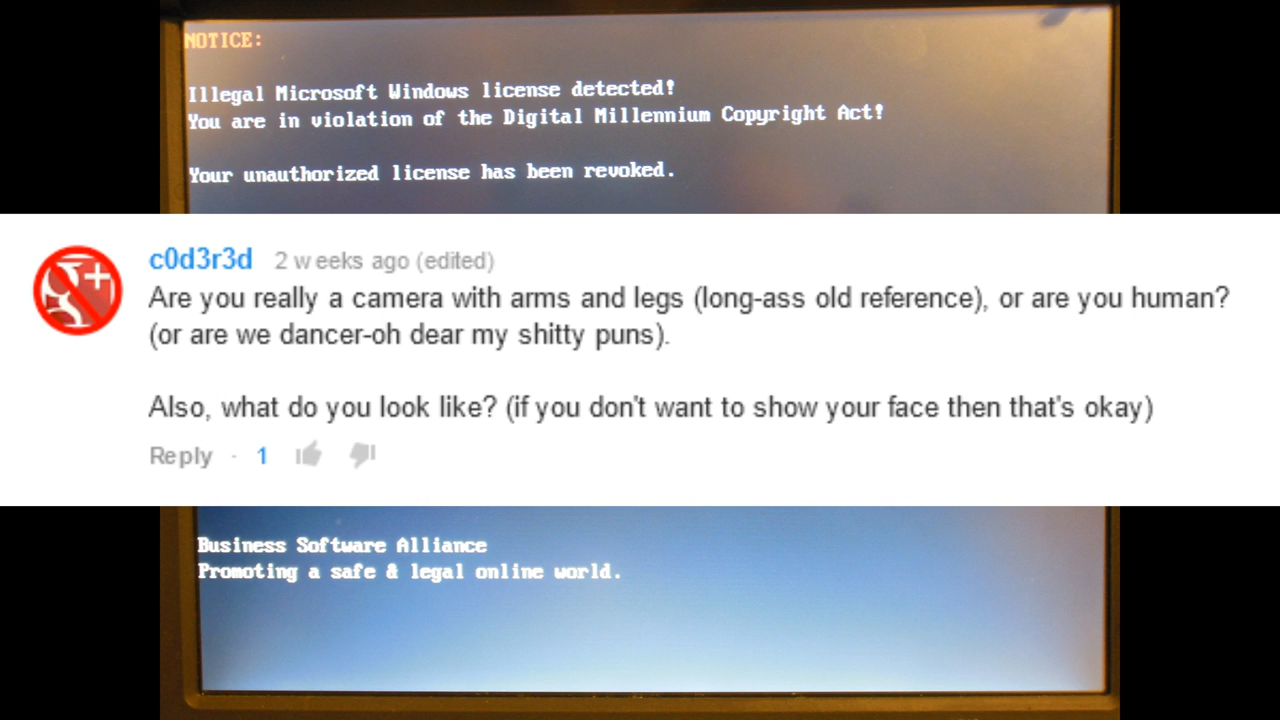 NOTICE:
Illegal Microsoft Windows license detected!
You are in violation of the Digital Millennium Copyright Act!
Your unauthorized license has been revoked.
c0d3r3d 2 weeks ago (edited)
Are you really a camera with arms and legs (long-ass old reference), or are you human?
(or are we dancer-oh dear my shitty puns).
Also, what do you look like? (if you don't want to show your face then that's okay)
Reply · 1
Business Software Alliance
Promoting a safe & legal online world.